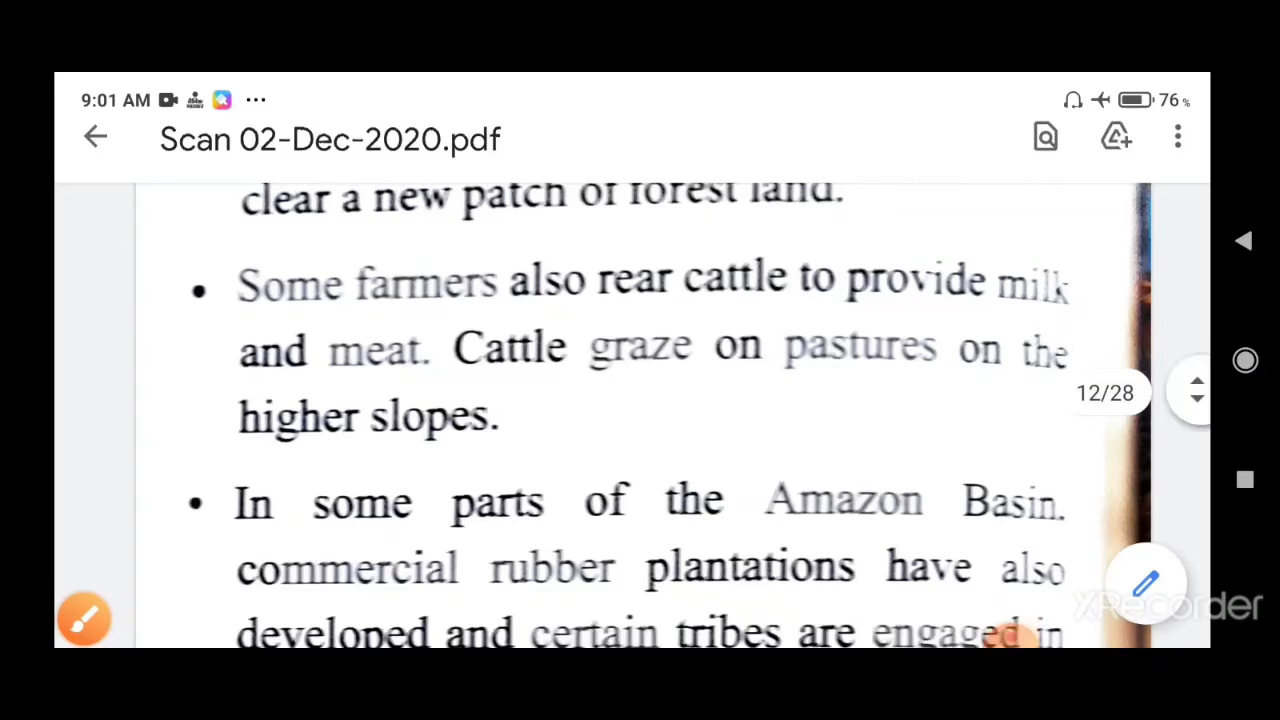 9:01 AM ... 76%
Scan 02-Dec-2020.pdf
clear a new patch of forest land.
• Some farmers also rear cattle to provide milk
and meat. Cattle graze on pastures on the
12/28
higher slopes.
• In some parts of the Amazon Basin.
commercial rubber plantations have also
XRecorder
developed and certain tribes are engaged in